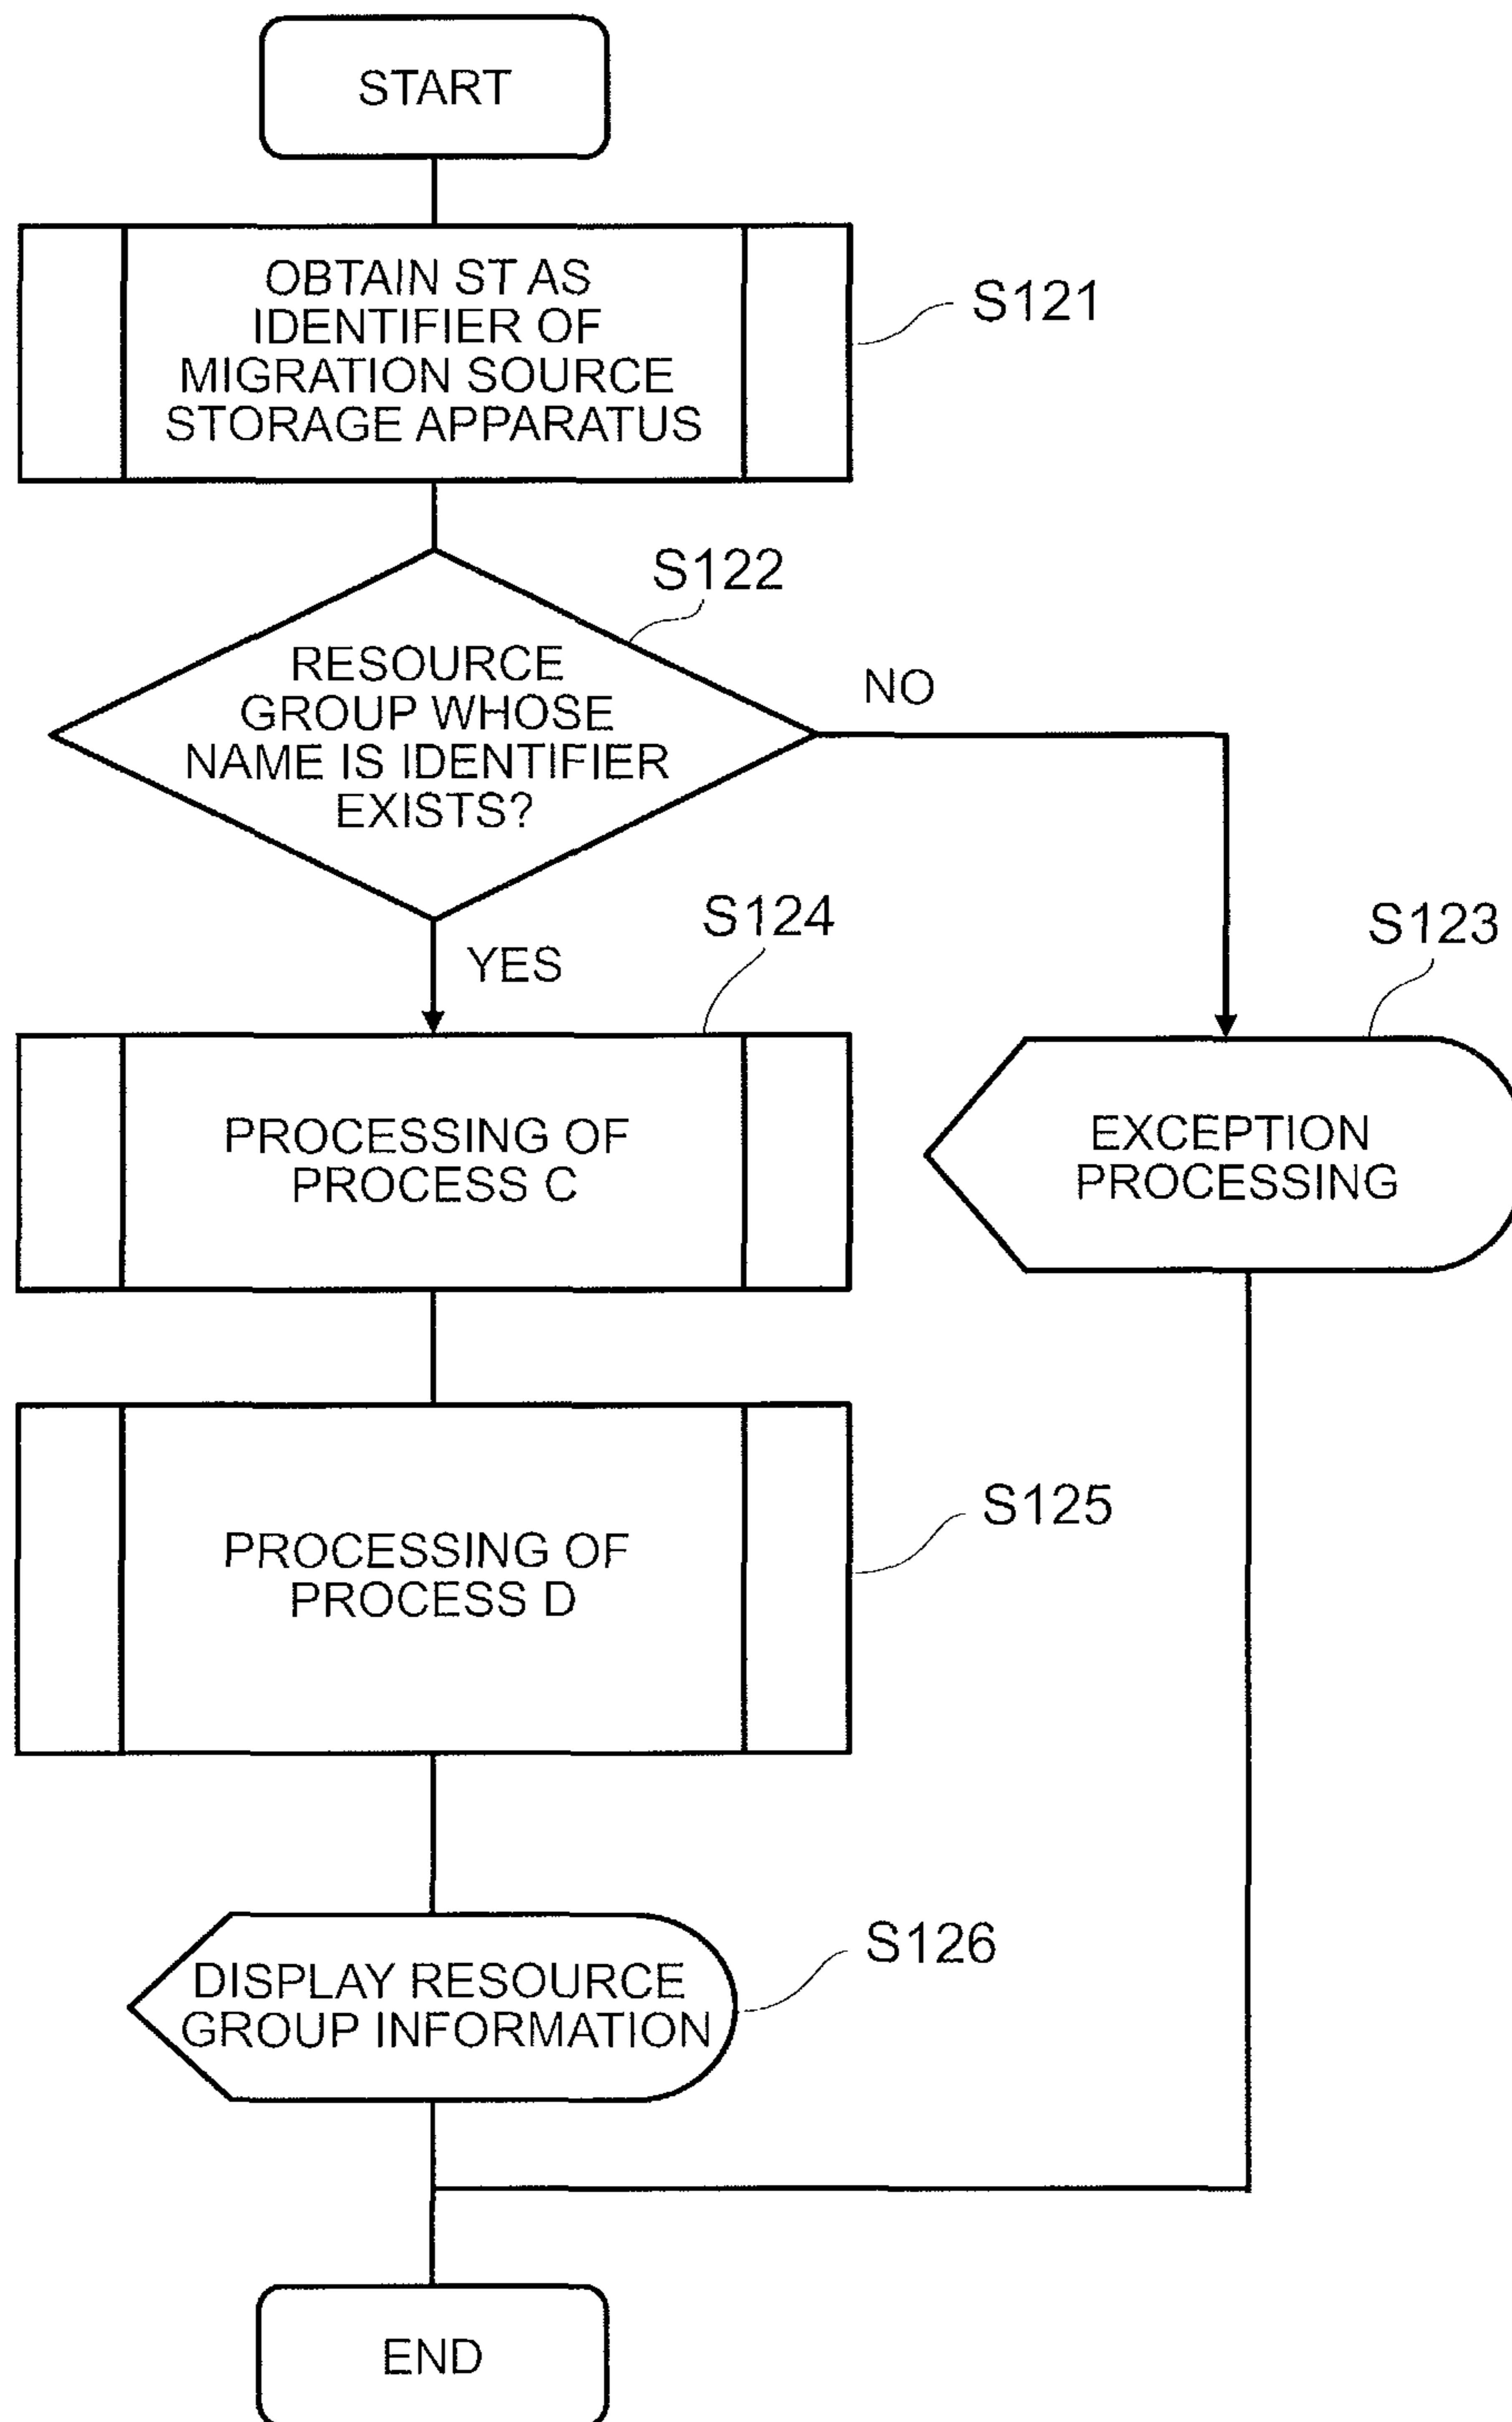 START
OBTAIN ST AS
IDENTIFIER OF
MIGRATION SOURCE
STORAGE APPARATUS
S121
S122
RESOURCE
GROUP WHOSE
NAME IS IDENTIFIER
EXISTS?
NO
YES
S124
S123
PROCESSING OF
PROCESS C
EXCEPTION
PROCESSING
PROCESSING OF
PROCESS D
S125
DISPLAY RESOURCE
GROUP INFORMATION
S126
END